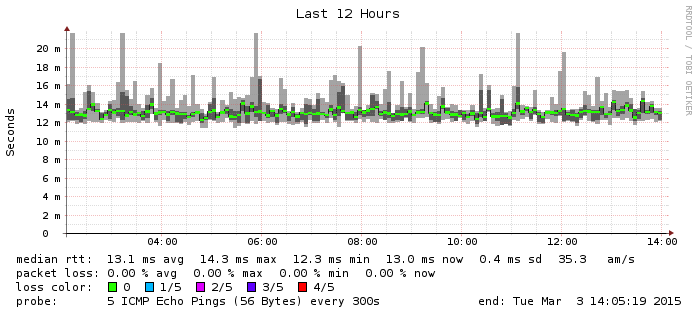 Last 12 Hours
RRDTOOL / TOBI OETIKER
Seconds
20 m
18 m
16 m
14 m
12 m
10 m
8 m
6 m
4 m
2 m
0
04:00 06:00 08:00 10:00 12:00 14:00
median rtt: 13.1 ms avg 14.3 ms max 12.3 ms min 13.0 ms now 0.4 ms sd 35.3 am/s
packet loss: 0.00 % avg 0.00 % max 0.00 % min 0.00 % now
loss color: 0 1/5 2/5 3/5 4/5
probe: 5 ICMP Echo Pings (56 Bytes) every 300s end: Tue Mar 3 14:05:19 2015